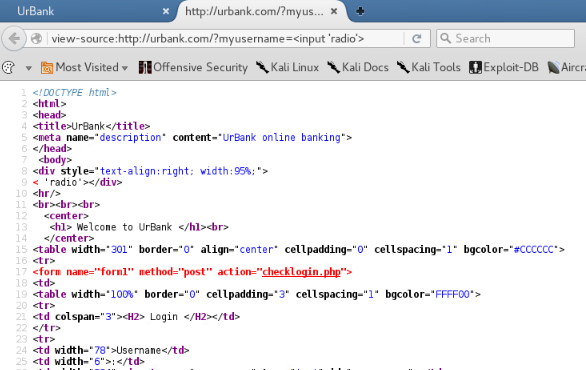 UrBank × http://urbank.com/?myus... ×
view-source:http://urbank.com/?myusername=<input 'radio'> Search
Most Visited Offensive Security Kali Linux Kali Docs Kali Tools Exploit-DB Aircra
1 <!DOCTYPE html>
2 <html>
3 <head>
4 <title>UrBank</title>
5 <meta name="description" content="UrBank online banking">
6 </head>
7 <body>
8 <div style="text-align:right; width:95%;">
9 < 'radio'></div>
10 <hr/>
11 <br><br><br>
12 <center>
13 <h1> Welcome to UrBank </h1><br>
14 </center>
15 <table width="301" border="0" align="center" cellpadding="0" cellspacing="1" bgcolor="#CCCCCC">
16 <tr>
17 <form name="form1" method="post" action="checklogin.php">
18 <td>
19 <table width="100%" border="0" cellpadding="3" cellspacing="1" bgcolor="FFFF00">
20 <tr>
21 <td colspan="3"><H2> Login </H2></td>
22 </tr>
23 <tr>
24 <td width="78">Username</td>
25 <td width="6">:</td>